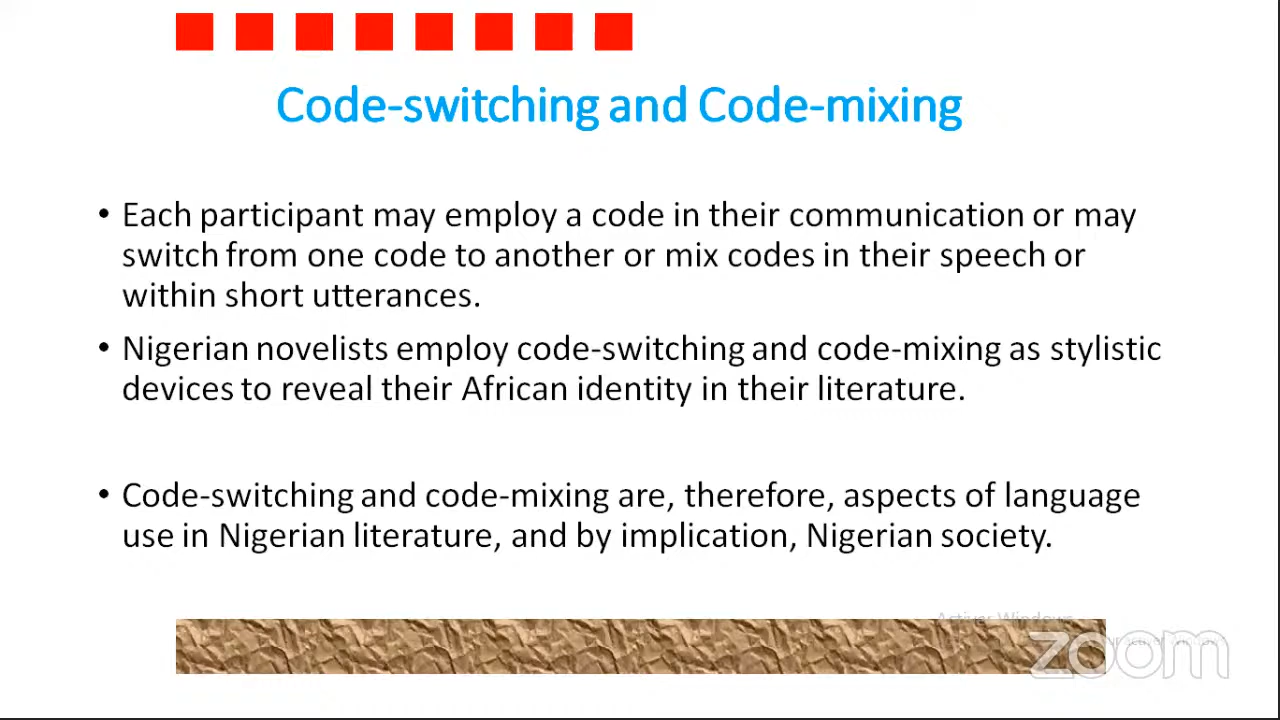 Code-switching and Code-mixing
• Each participant may employ a code in their communication or may
switch from one code to another or mix codes in their speech or
within short utterances.
• Nigerian novelists employ code-switching and code-mixing as stylistic
devices to reveal their African identity in their literature.
• Code-switching and code-mixing are, therefore, aspects of language
use in Nigerian literature, and by implication, Nigerian society.
Activer Windows
zoom